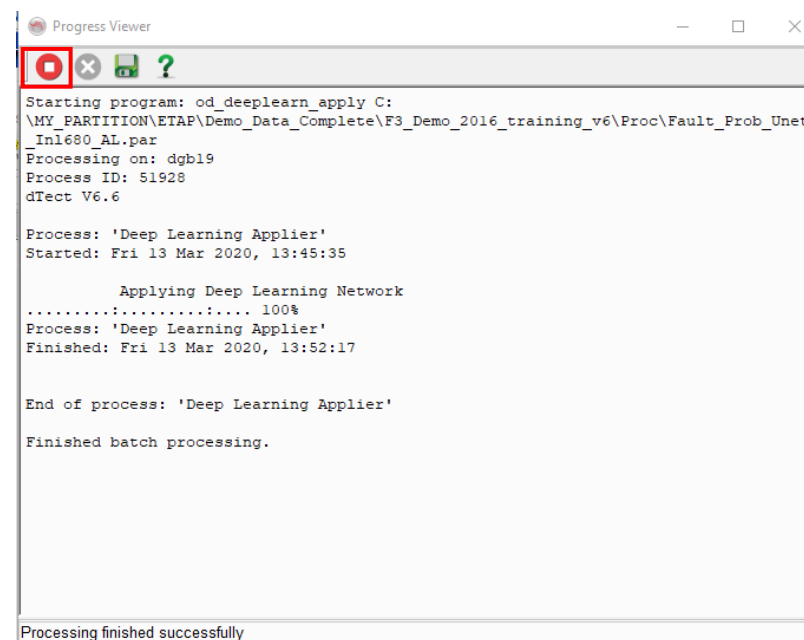 Progress Viewer
Starting program: od_deeplearn_apply C:
\MY_PARTITION\ETAP\Demo_Data_Complete\F3_Demo_2016_training_v6\Proc\Fault_Prob_Unet
_Inl680_AL.par
Processing on: dgb19
Process ID: 51928
dTect V6.6
Process: 'Deep Learning Applier'
Started: Fri 13 Mar 2020, 13:45:35
Applying Deep Learning Network
.........:.........:.... 100%
Process: 'Deep Learning Applier'
Finished: Fri 13 Mar 2020, 13:52:17
End of process: 'Deep Learning Applier'
Finished batch processing.
Processing finished successfully